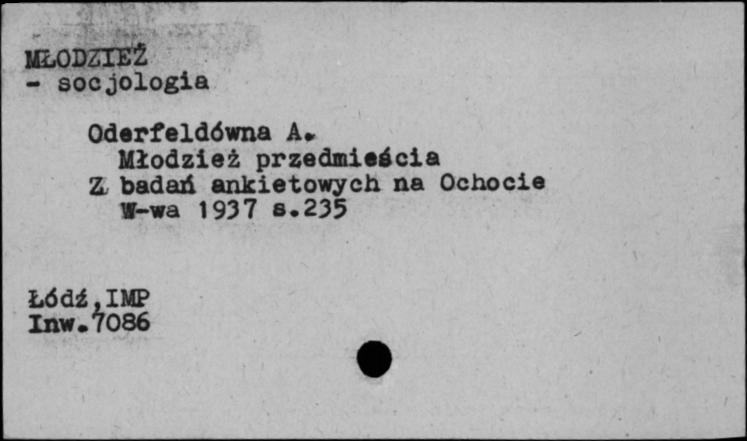 MŁODZIEŻ
- socjologia
Oderfeldówna A.
Młodzież przedmieścia
Z badań ankietowych na Ochocie
W-wa 1937 s.235
Łódź,IMP
Inw.7086